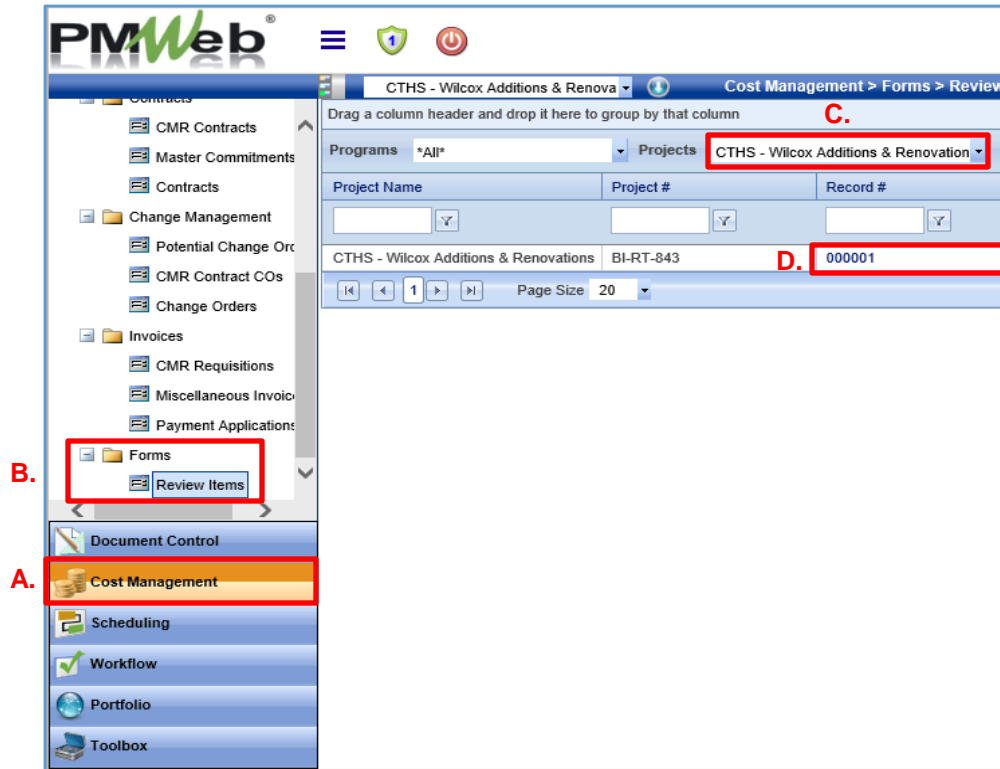 PMWeb®
1
CTHS - Wilcox Additions & Renova
Cost Management > Forms > Review
Contracts
CMR Contracts
Master Commitments
Contracts
Change Management
Potential Change Orc
CMR Contract COs
Change Orders
Invoices
CMR Requisitions
Miscellaneous Invoic
Payment Applications
B.
Forms
Review Items
Document Control
A.
Cost Management
Scheduling
Workflow
Portfolio
Toolbox
Drag a column header and drop it here to group by that column
C.
Programs *All* Projects CTHS - Wilcox Additions & Renovation
Project Name Project # Record #
CTHS - Wilcox Additions & Renovations BI-RT-843 D. 000001
1 Page Size 20